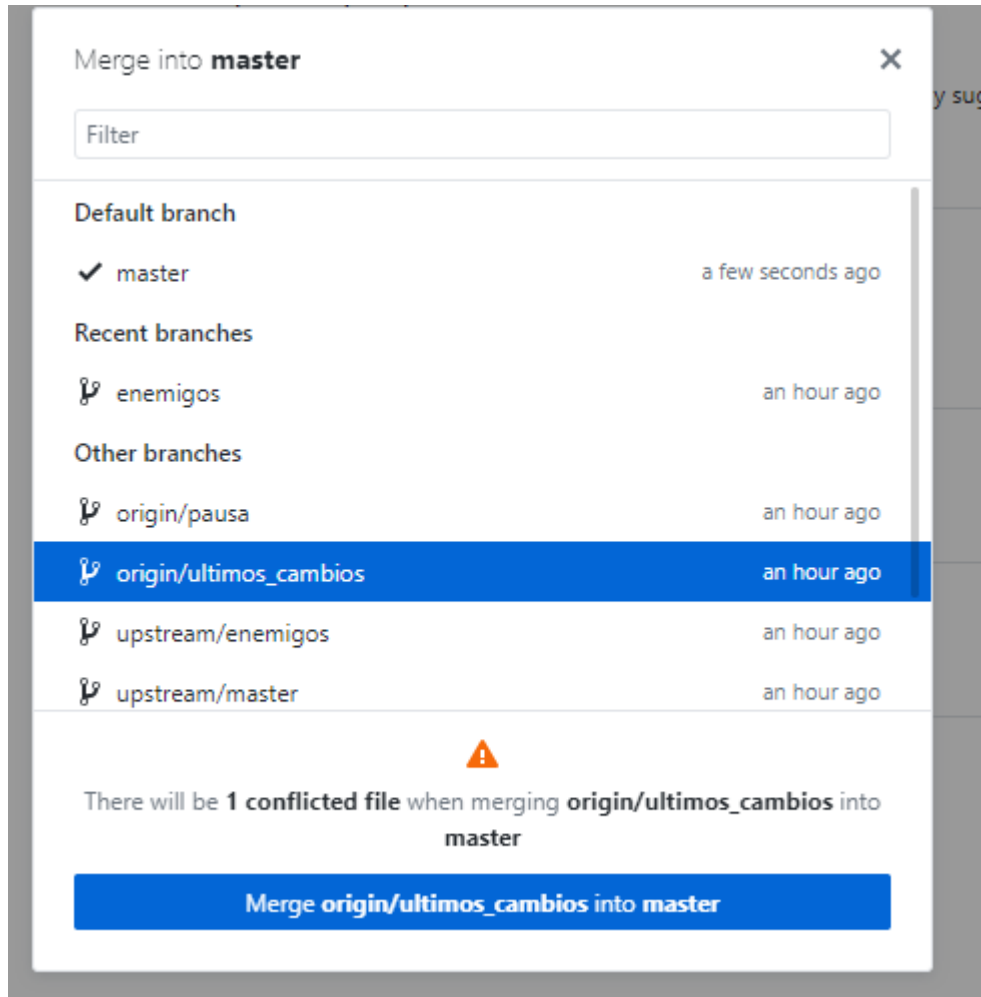 Merge into master
y sug
Filter
Default branch
master a few seconds ago
Recent branches
enemigos an hour ago
Other branches
origin/pausa an hour ago
origin/ultimos_cambios an hour ago
upstream/enemigos an hour ago
upstream/master an hour ago
There will be 1 conflicted file when merging origin/ultimos_cambios into
master
Merge origin/ultimos_cambios into master